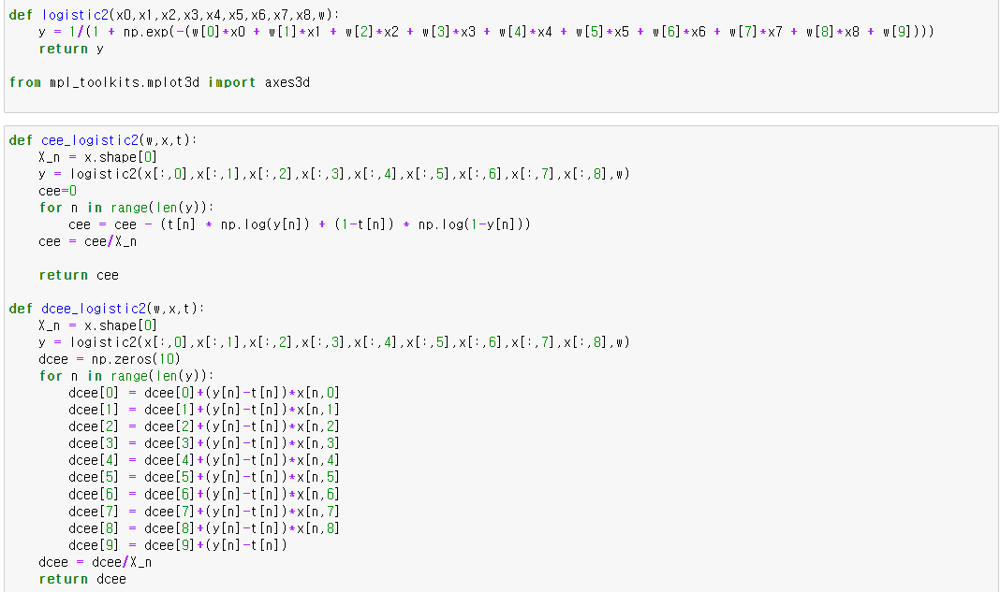 def logistic2(x0,x1,x2,x3,x4,x5,x6,x7,x8,w):
    y = 1/(1 + np.exp(-(w[0]*x0 + w[1]*x1 + w[2]*x2 + w[3]*x3 + w[4]*x4 + w[5]*x5 + w[6]*x6 + w[7]*x7 + w[8]*x8 + w[9])))
    return y

from mpl_toolkits.mplot3d import axes3d

def cee_logistic2(w,x,t):
    X_n = x.shape[0]
    y = logistic2(x[:,0],x[:,1],x[:,2],x[:,3],x[:,4],x[:,5],x[:,6],x[:,7],x[:,8],w)
    cee=0
    for n in range(len(y)):
        cee = cee - (t[n] * np.log(y[n]) + (1-t[n]) * np.log(1-y[n]))
    cee = cee/X_n

    return cee

def dcee_logistic2(w,x,t):
    X_n = x.shape[0]
    y = logistic2(x[:,0],x[:,1],x[:,2],x[:,3],x[:,4],x[:,5],x[:,6],x[:,7],x[:,8],w)
    dcee = np.zeros(10)
    for n in range(len(y)):
        dcee[0] = dcee[0]+(y[n]-t[n])*x[n,0]
        dcee[1] = dcee[1]+(y[n]-t[n])*x[n,1]
        dcee[2] = dcee[2]+(y[n]-t[n])*x[n,2]
        dcee[3] = dcee[3]+(y[n]-t[n])*x[n,3]
        dcee[4] = dcee[4]+(y[n]-t[n])*x[n,4]
        dcee[5] = dcee[5]+(y[n]-t[n])*x[n,5]
        dcee[6] = dcee[6]+(y[n]-t[n])*x[n,6]
        dcee[7] = dcee[7]+(y[n]-t[n])*x[n,7]
        dcee[8] = dcee[8]+(y[n]-t[n])*x[n,8]
        dcee[9] = dcee[9]+(y[n]-t[n])
    dcee = dcee/X_n
    return dcee